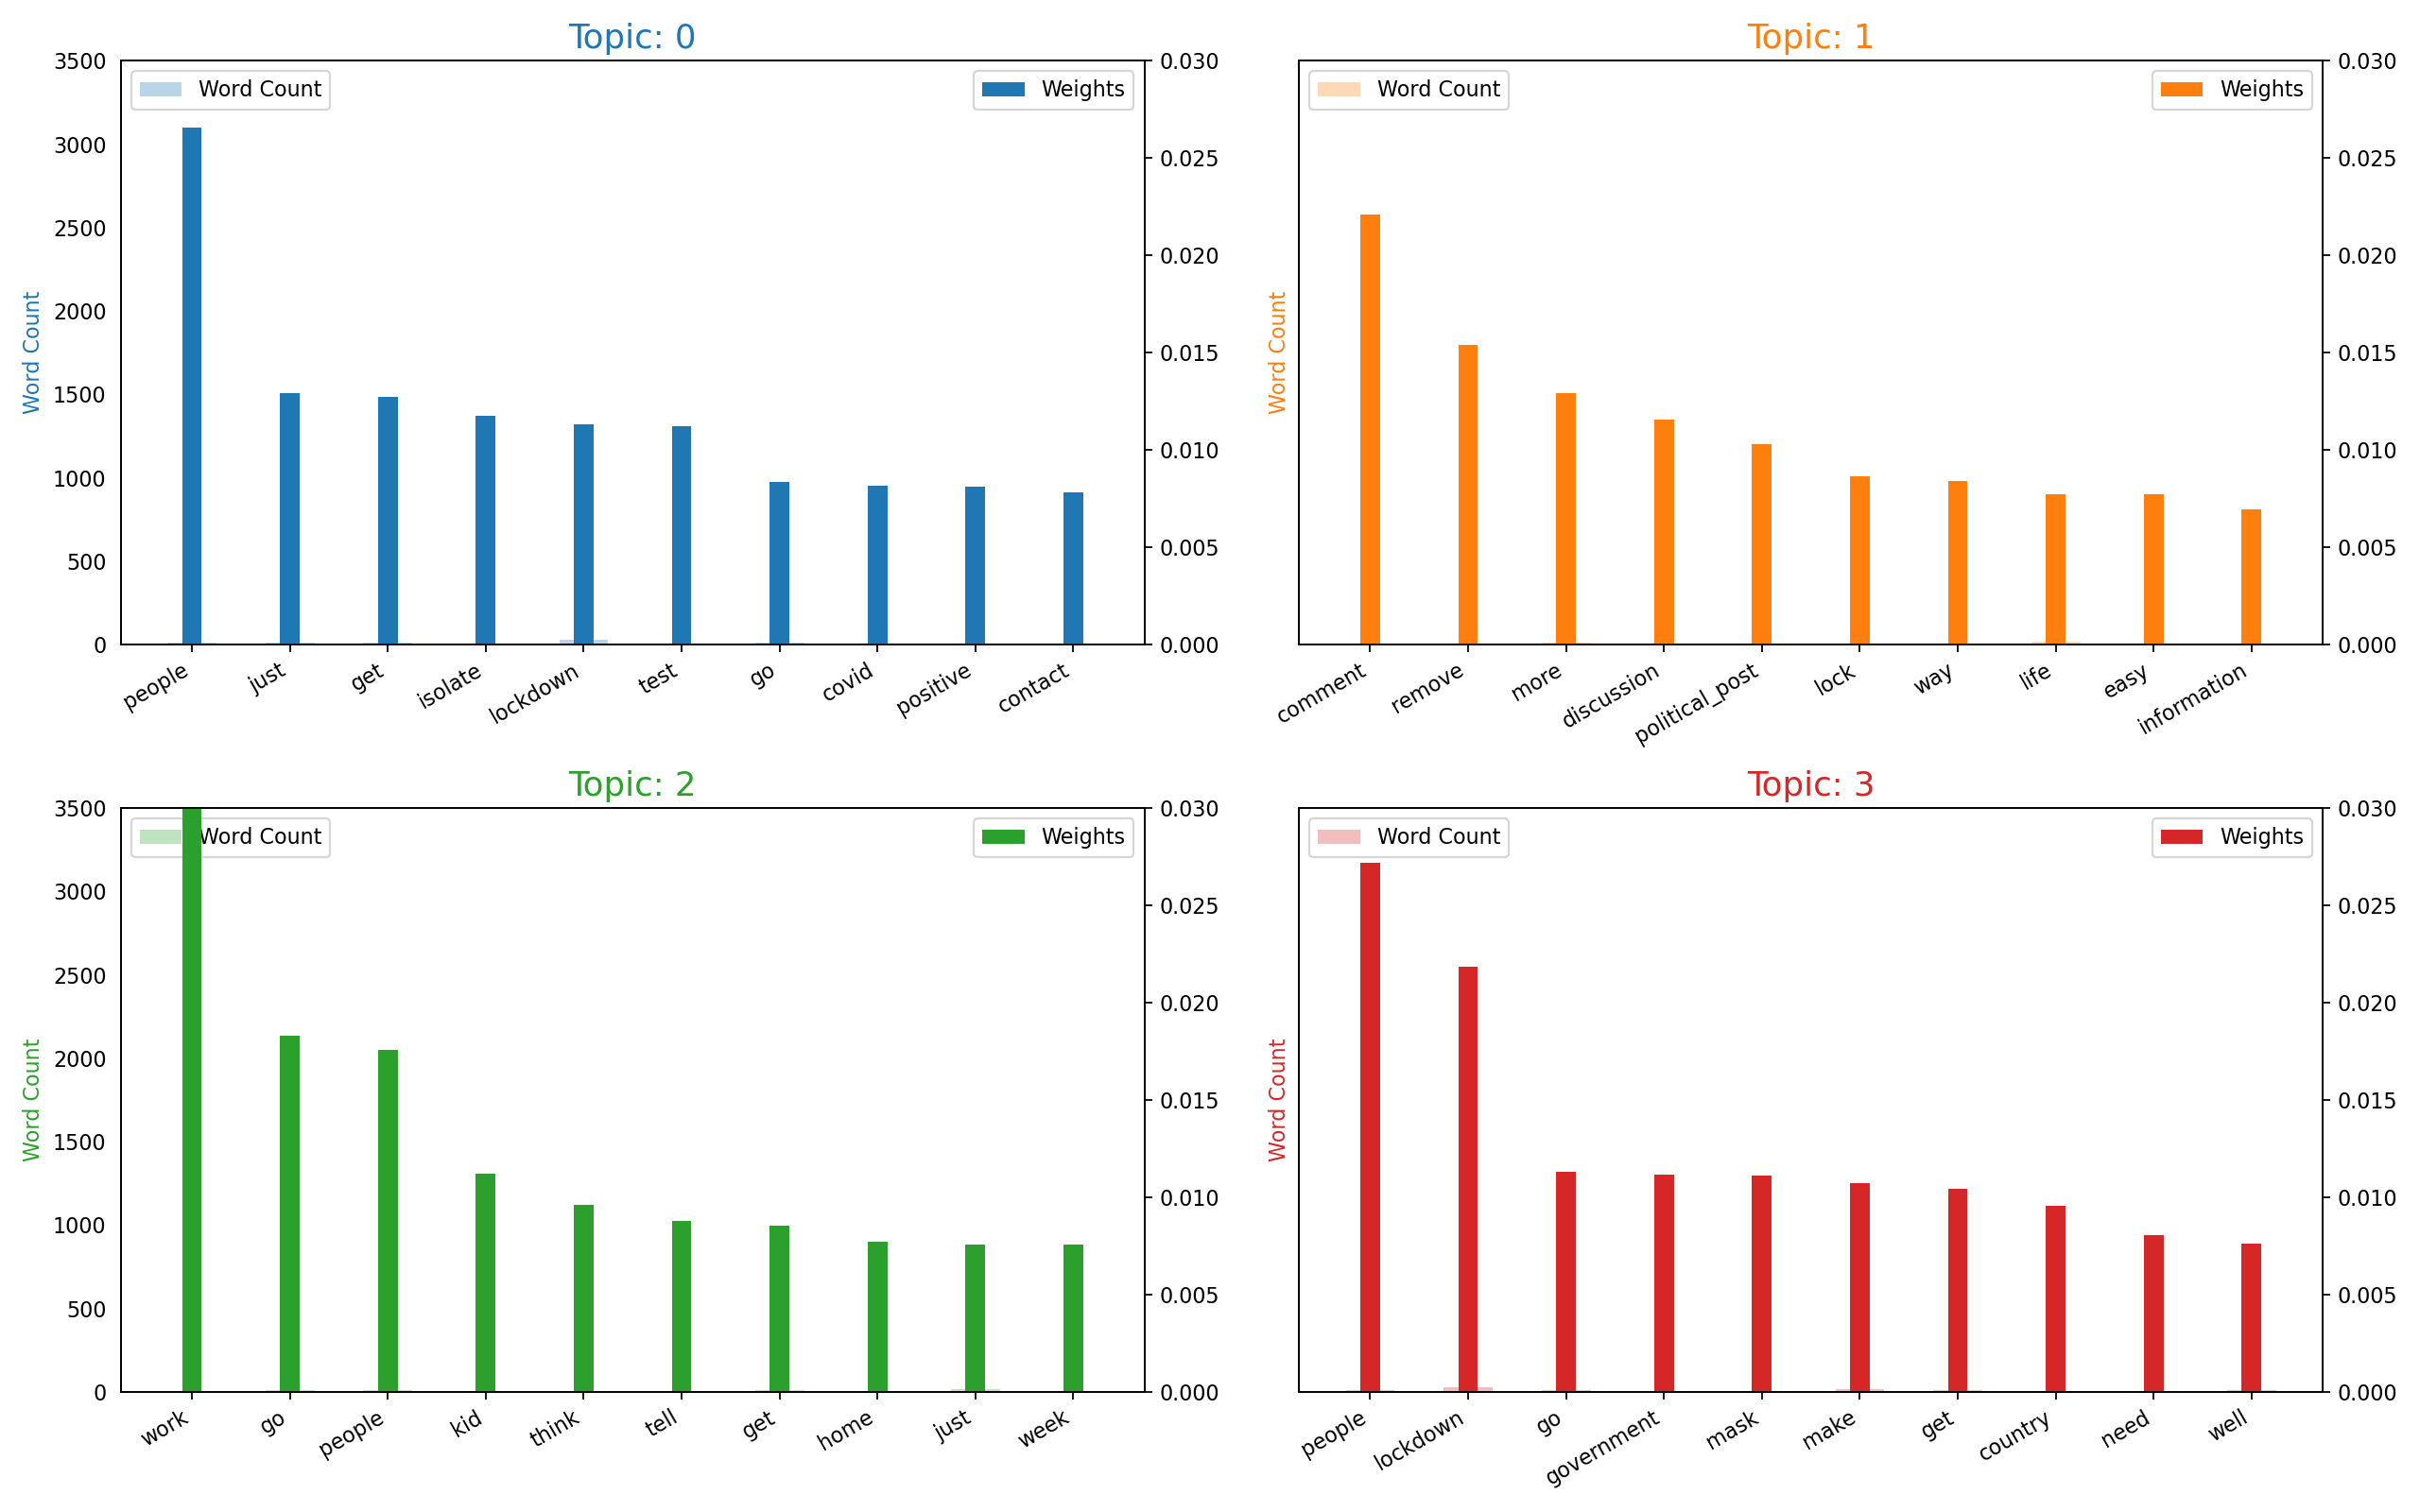 Topic: 0
3500
3000
2500
2000
1500
1000
500
0
Word Count
Word Count
Weights
0.030
0.025
0.020
0.015
0.010
0.005
0.000
people
just
get
isolate
lockdown
test
go
covid
positive
contact
Topic: 1
Word Count
Word Count
Weights
0.030
0.025
0.020
0.015
0.010
0.005
0.000
comment
remove
more
discussion
political_post
lock
way
life
easy
information
Topic: 2
3500
3000
2500
2000
1500
1000
500
0
Word Count
Word Count
Weights
0.030
0.025
0.020
0.015
0.010
0.005
0.000
work
go
people
kid
think
tell
get
home
just
week
Topic: 3
Word Count
Word Count
Weights
0.030
0.025
0.020
0.015
0.010
0.005
0.000
people
lockdown
go
government
mask
make
get
country
need
well